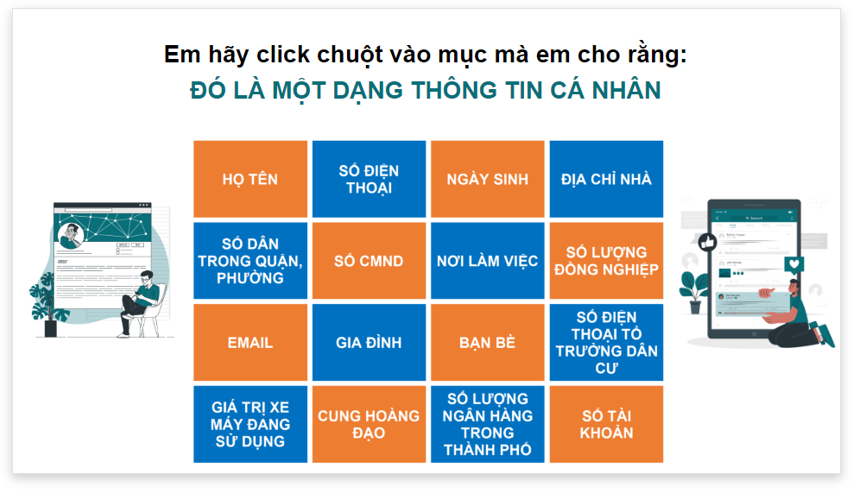 Em hãy click chuột vào mục mà em cho rằng:
ĐÓ LÀ MỘT DẠNG THÔNG TIN CÁ NHÂN
HỌ TÊN
SỐ ĐIỆN
THOẠI
NGÀY SINH
ĐỊA CHỈ NHÀ
SỐ DÂN
TRONG QUẬN,
PHƯỜNG
SỐ CMND
NƠI LÀM VIỆC
SỐ LƯỢNG
ĐỒNG NGHIỆP
EMAIL
GIA ĐÌNH
BẠN BÈ
SỐ ĐIỆN
THOẠI TỔ
TRƯỞNG DÂN
CƯ
GIÁ TRỊ XE
MÁY ĐANG
SỬ DỤNG
CUNG HOÀNG
ĐẠO
SỐ LƯỢNG
NGÂN HÀNG
TRONG
THÀNH PHỐ
SỐ TÀI
KHOẢN